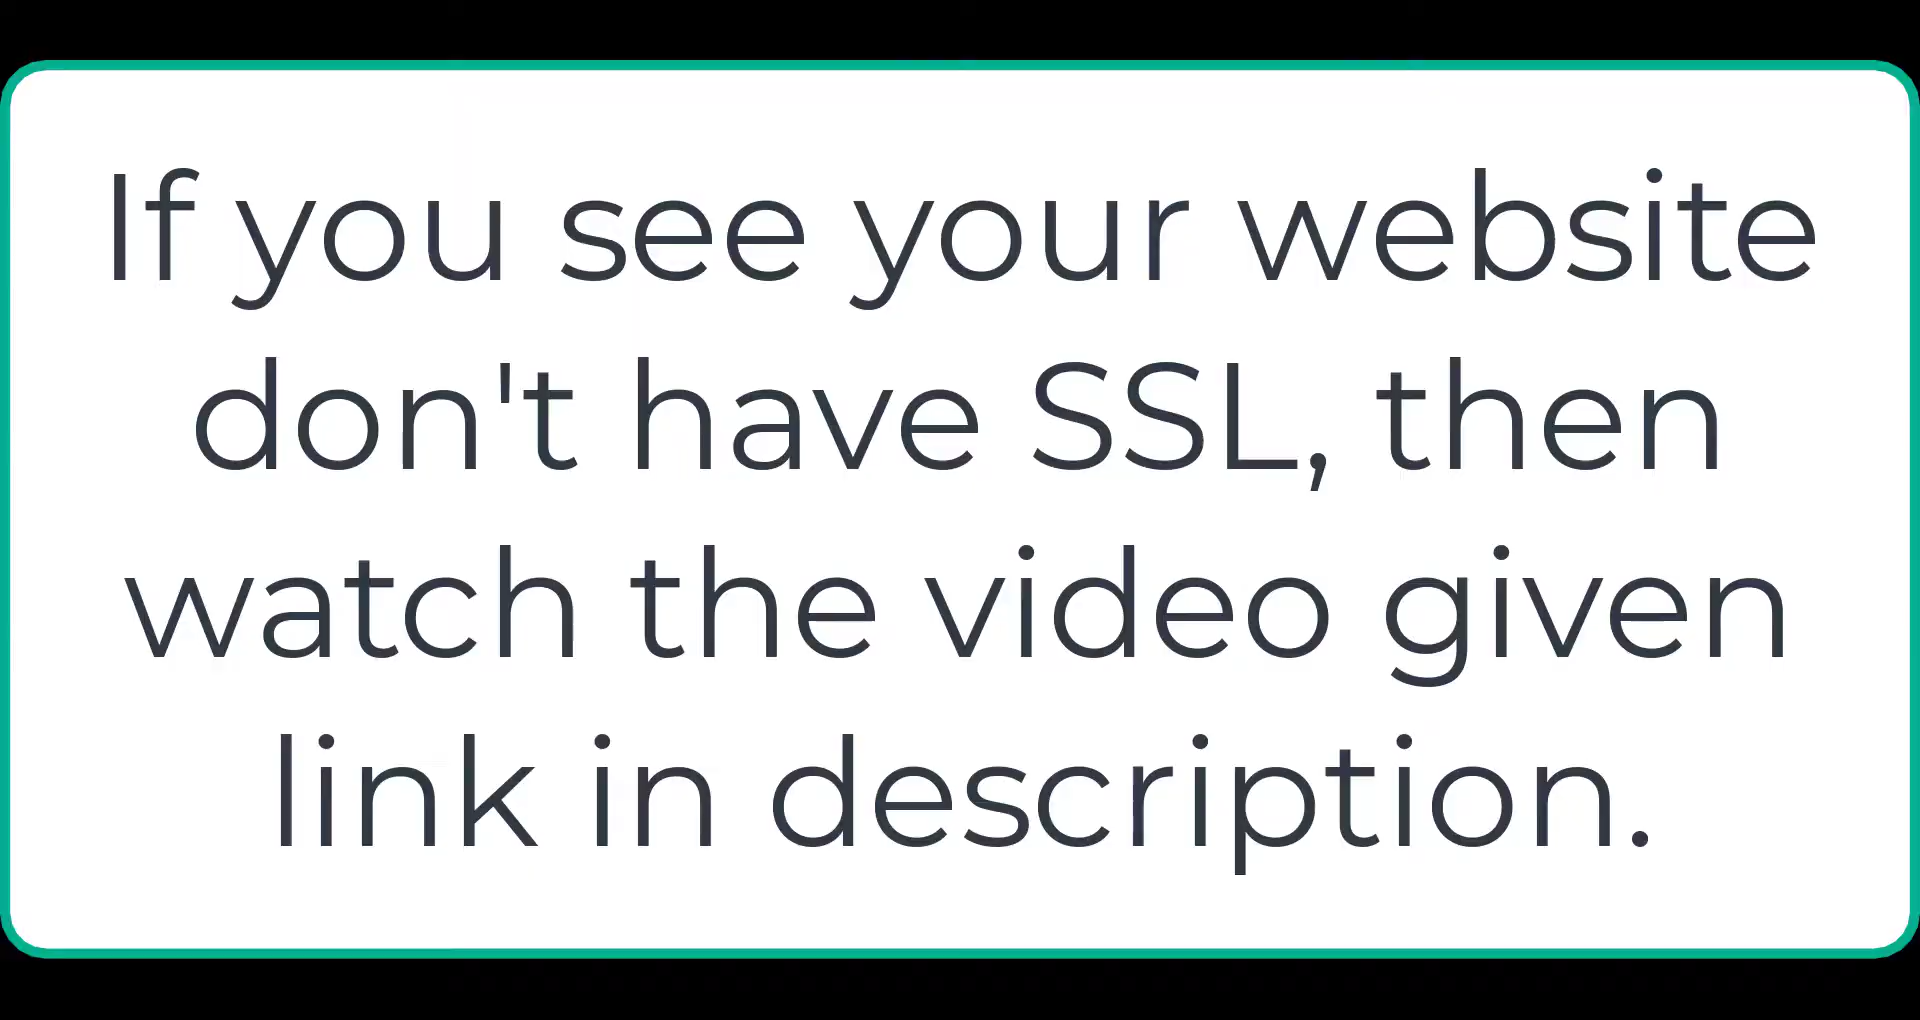 If you see your website
don't have SSL, then
watch the video given
link in description.